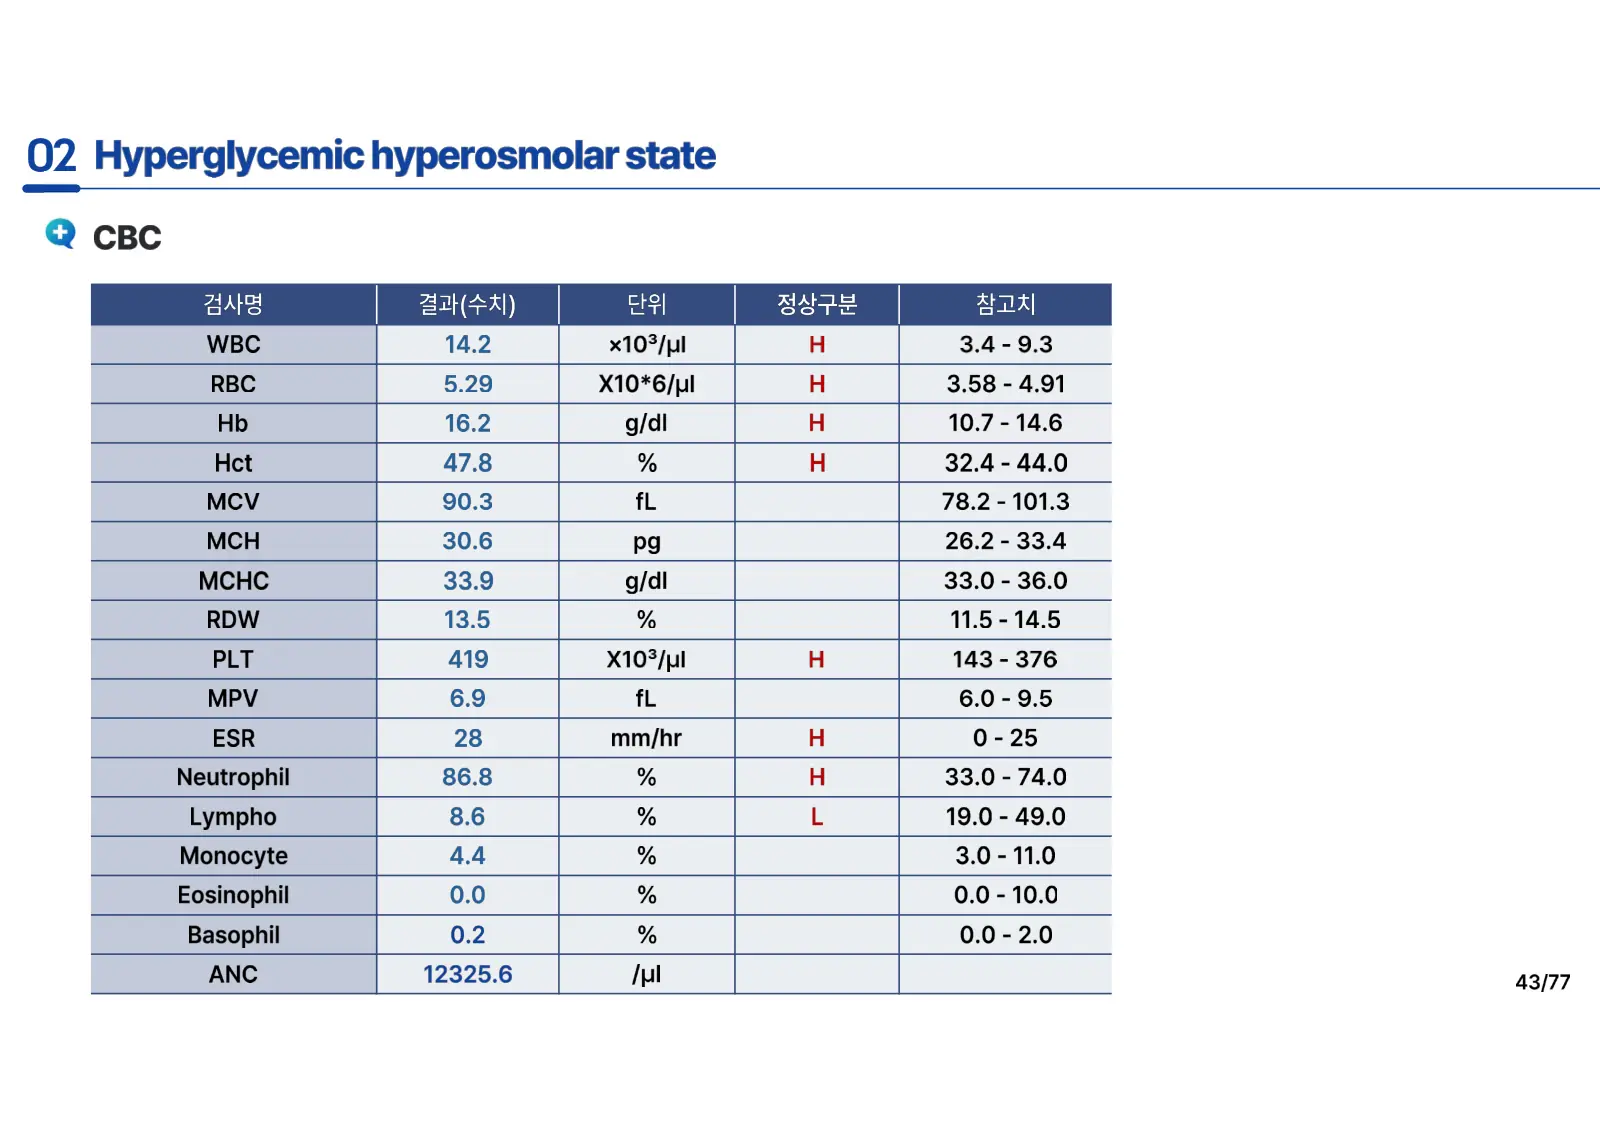 02 Hyperglycemic hyperosmolar state
CBC
검사명 결과(수치) 단위 정상구분 참고치
WBC 14.2 ×10³/µl H 3.4 - 9.3
RBC 5.29 X10*6/µl H 3.58 - 4.91
Hb 16.2 g/dl H 10.7 - 14.6
Hct 47.8 % H 32.4 - 44.0
MCV 90.3 fL 78.2 - 101.3
MCH 30.6 pg 26.2 - 33.4
MCHC 33.9 g/dl 33.0 - 36.0
RDW 13.5 % 11.5 - 14.5
PLT 419 X10³/µl H 143 - 376
MPV 6.9 fL 6.0 - 9.5
ESR 28 mm/hr H 0 - 25
Neutrophil 86.8 % H 33.0 - 74.0
Lympho 8.6 % L 19.0 - 49.0
Monocyte 4.4 % 3.0 - 11.0
Eosinophil 0.0 % 0.0 - 10.0
Basophil 0.2 % 0.0 - 2.0
ANC 12325.6 /µl
43/77